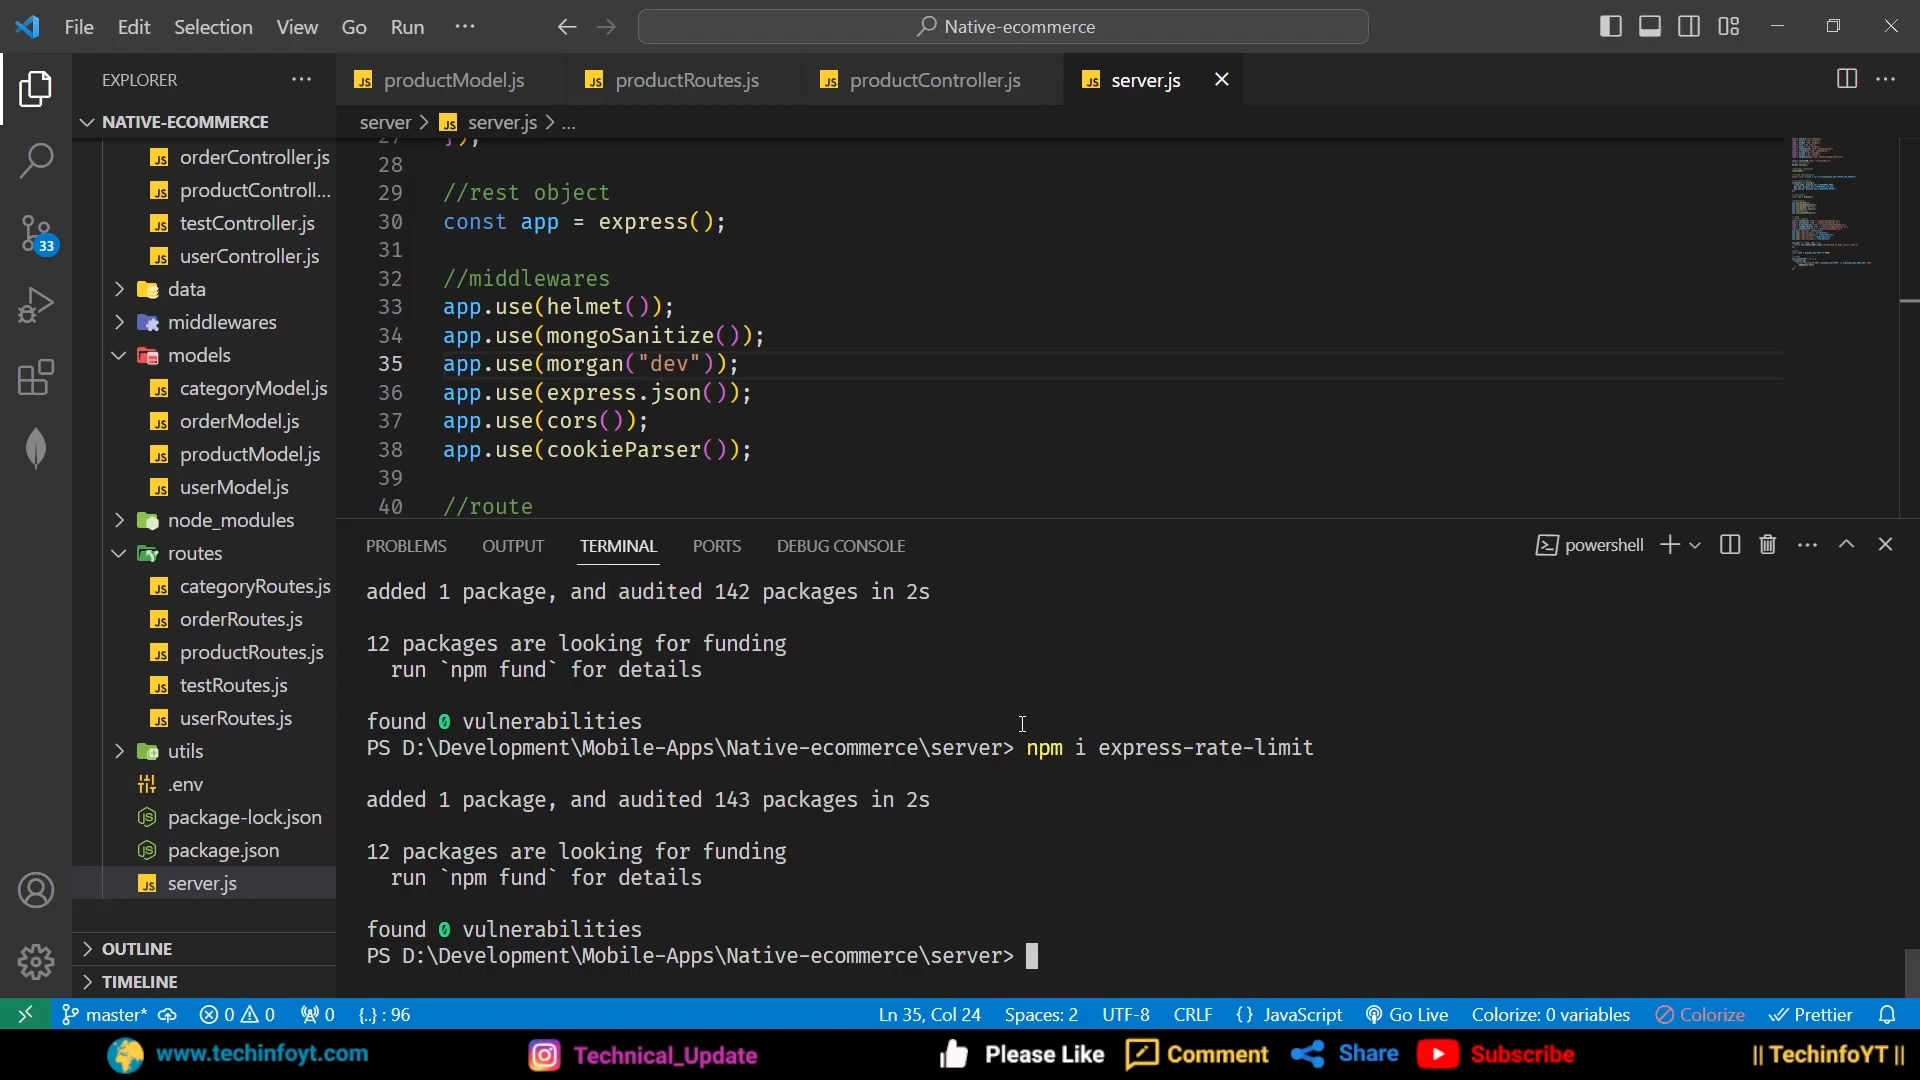 File Edit Selection View Go Run ···
Native-ecommerce
EXPLORER ···
NATIVE-ECOMMERCE
orderController.js
productControll...
testController.js
userController.js
data
middlewares
models
categoryModel.js
orderModel.js
productModel.js
userModel.js
node_modules
routes
categoryRoutes.js
orderRoutes.js
productRoutes.js
testRoutes.js
userRoutes.js
utils
.env
package-lock.json
package.json
server.js
OUTLINE
TIMELINE
33
productModel.js productRoutes.js productController.js server.js
server > server.js > ...
27 });
28
29 //rest object
30 const app = express();
31
32 //middlewares
33 app.use(helmet());
34 app.use(mongoSanitize());
35 app.use(morgan("dev"));
36 app.use(express.json());
37 app.use(cors());
38 app.use(cookieParser());
39
40 //route
PROBLEMS OUTPUT TERMINAL PORTS DEBUG CONSOLE
powershell
added 1 package, and audited 142 packages in 2s
12 packages are looking for funding
run `npm fund` for details
found 0 vulnerabilities
PS D:\Development\Mobile-Apps\Native-ecommerce\server> npm i express-rate-limit
added 1 package, and audited 143 packages in 2s
12 packages are looking for funding
run `npm fund` for details
found 0 vulnerabilities
PS D:\Development\Mobile-Apps\Native-ecommerce\server>
master* 0 0 0 {..} : 96
Ln 35, Col 24 Spaces: 2 UTF-8 CRLF {} JavaScript Go Live Colorize: 0 variables Colorize Prettier
www.techinfoyt.com Technical_Update Please Like Comment Share Subscribe || TechinfoYT ||